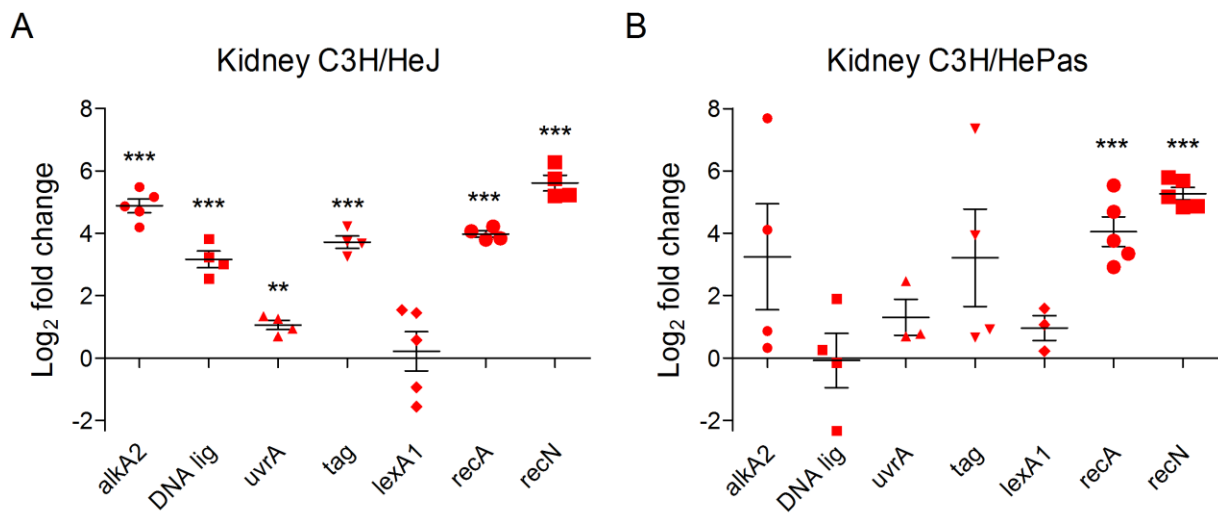 A
Kidney C3H/HeJ
Log₂ fold change
8
6
4
2
0
-2
***
***
**
***
***
***
alkA2
DNA lig
uvrA
tag
lexA1
recA
recN
B
Kidney C3H/HePas
Log₂ fold change
8
6
4
2
0
-2
***
***
alkA2
DNA lig
uvrA
tag
lexA1
recA
recN